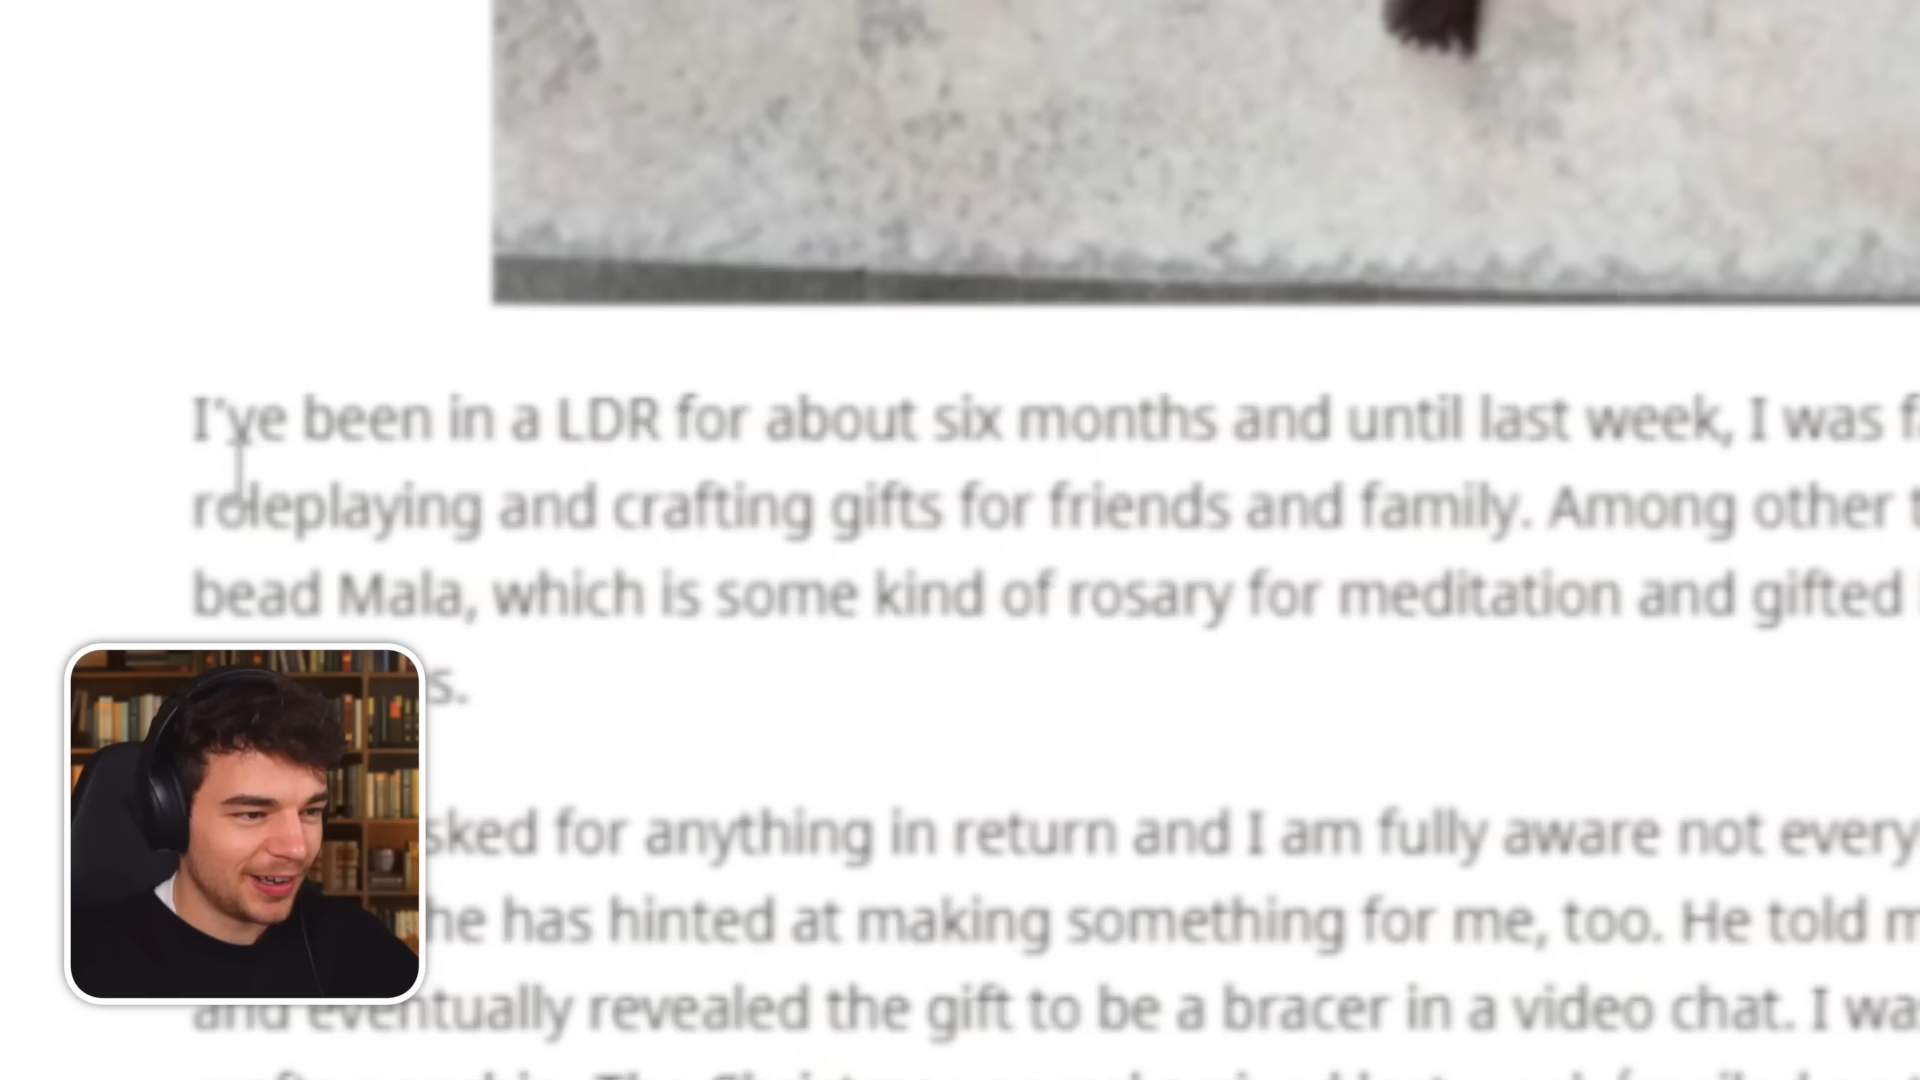 I've been in a LDR for about six months and until last week, I was
roleplaying and crafting gifts for friends and family. Among other
bead Mala, which is some kind of rosary for meditation and gifted
s.
sked for anything in return and I am fully aware not every
he has hinted at making something for me, too. He told
and eventually revealed the gift to be a bracer in a video chat. I